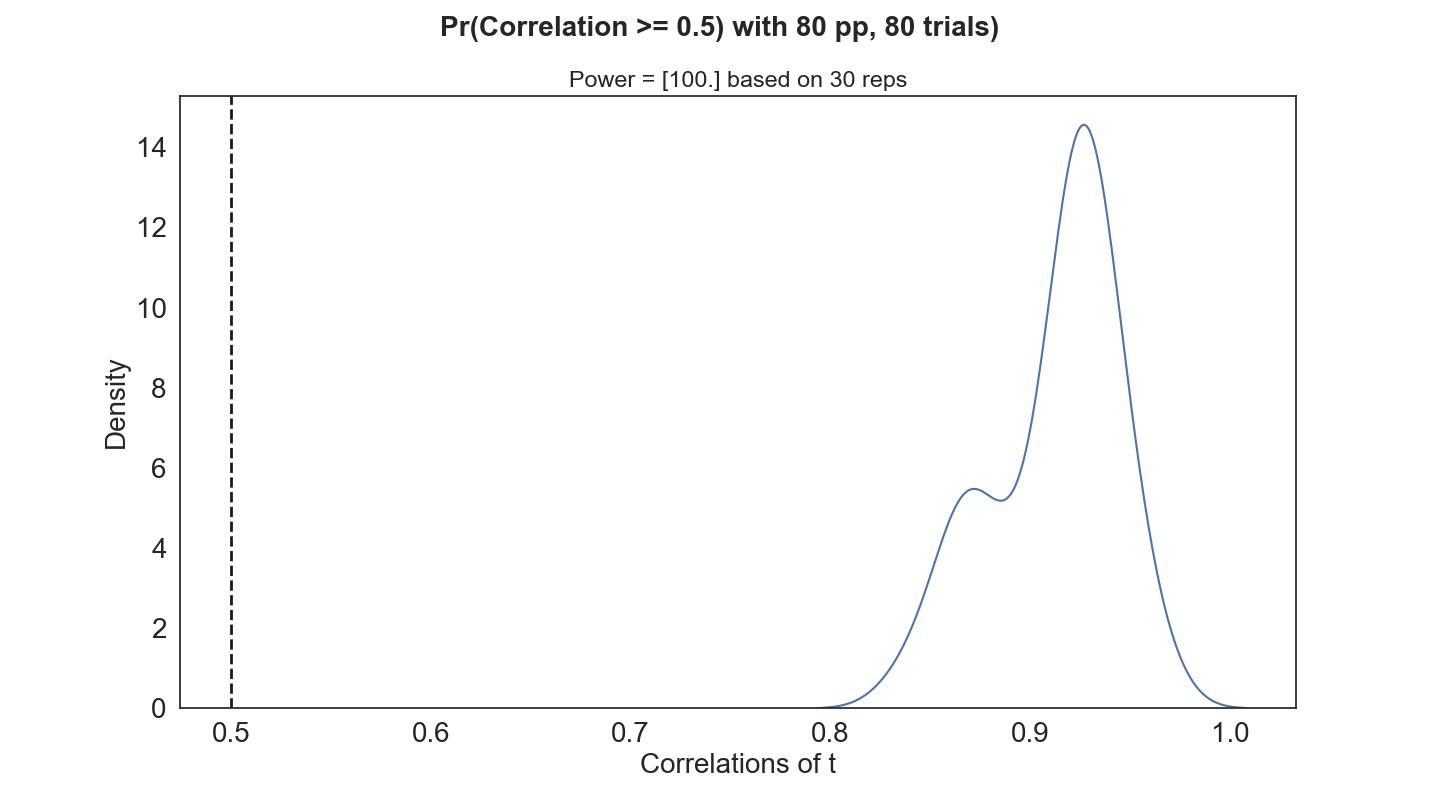 Pr(Correlation >= 0.5) with 80 pp, 80 trials)
Power = [100.] based on 30 reps
14
12
10
8
6
4
2
0
Density
0.5 0.6 0.7 0.8 0.9 1.0
Correlations of t